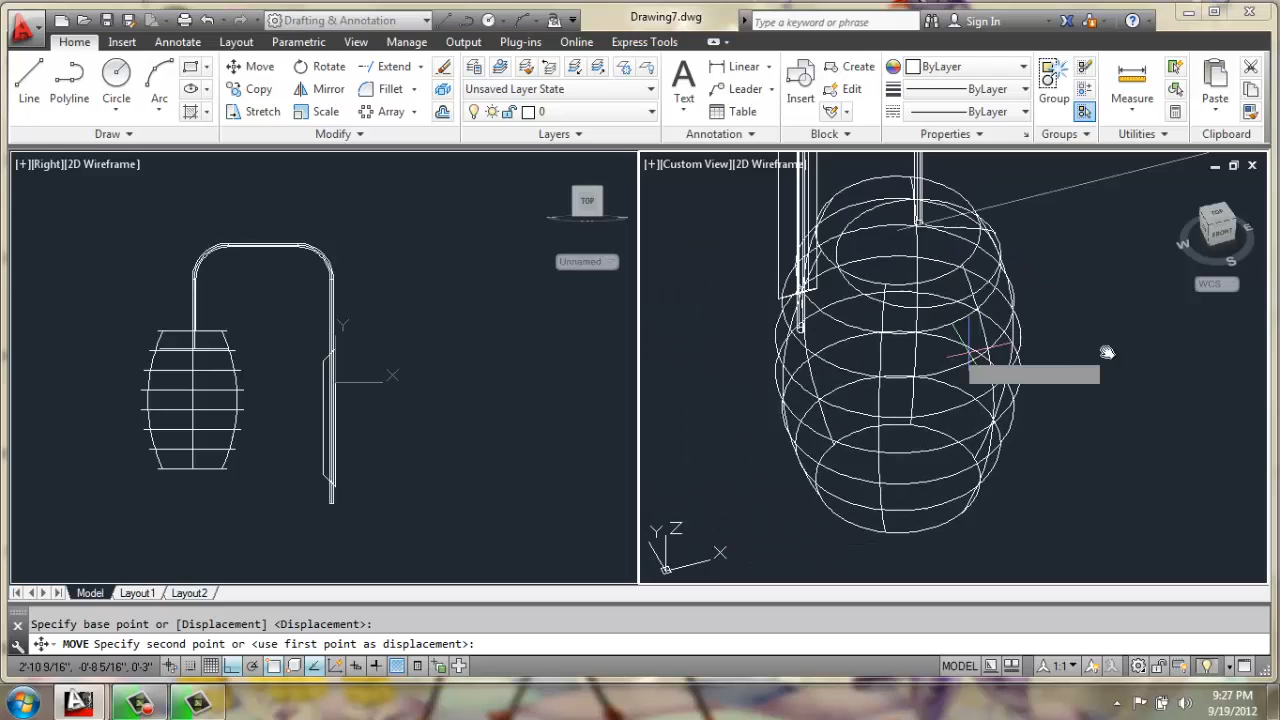 Drafting & Annotation
Drawing7.dwg
Type a keyword or phrase
Sign In
Home Insert Annotate Layout Parametric View Manage Output Plug-ins Online Express Tools
Line
Polyline
Circle
Arc
Draw
Move
Rotate
Extend
Copy
Mirror
Fillet
Stretch
Scale
Array
Modify
Unsaved Layer State
0
Layers
Text
Linear
Leader
Table
Annotation
Insert
Create
Edit
Block
ByLayer
ByLayer
ByLayer
Properties
Group
Groups
Measure
Utilities
Paste
Clipboard
[+][Right][2D Wireframe]
TOP
Unnamed
Y
X
[+][Custom View][2D Wireframe]
TOP
FRONT
W
E
S
WCS
Y Z
X
Model Layout1 Layout2
Specify base point or [Displacement] <Displacement>:
MOVE Specify second point or <use first point as displacement>:
2'-10 9/16", -0'-8 5/16", 0'-3"
MODEL
1:1
9:27 PM
9/19/2012